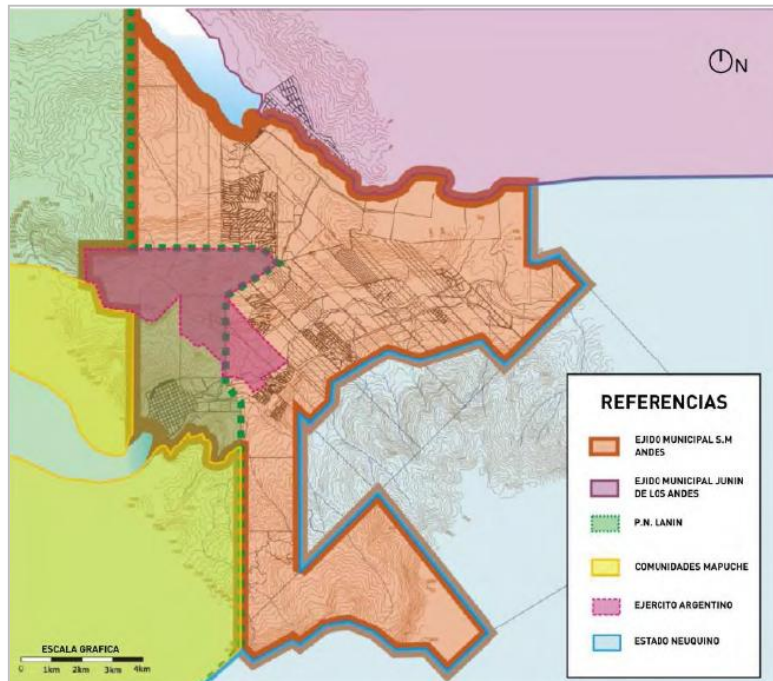 N
REFERENCIAS
EJIDO MUNICIPAL S.M
ANDES
EJIDO MUNICIPAL JUNIN
DE LOS ANDES
P.N. LANIN
COMUNIDADES MAPUCHE
EJERCITO ARGENTINO
ESTADO NEUQUINO
ESCALA GRAFICA
0 1km 2km 3km 4km